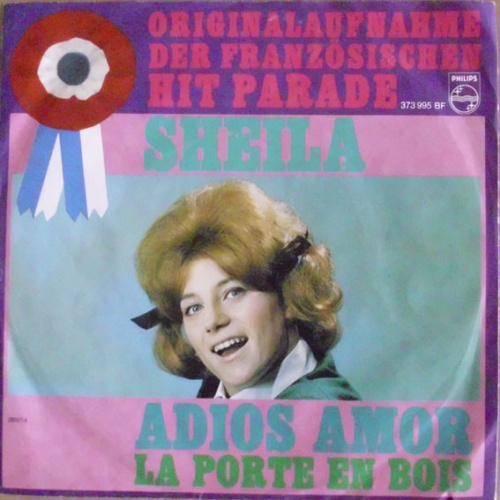 ORIGINALAUFNAHME
DER FRANZÖSISCHEN
HIT PARADE
PHILIPS
373 995 BF
SHEILA
ADIOS AMOR
LA PORTE EN BOIS